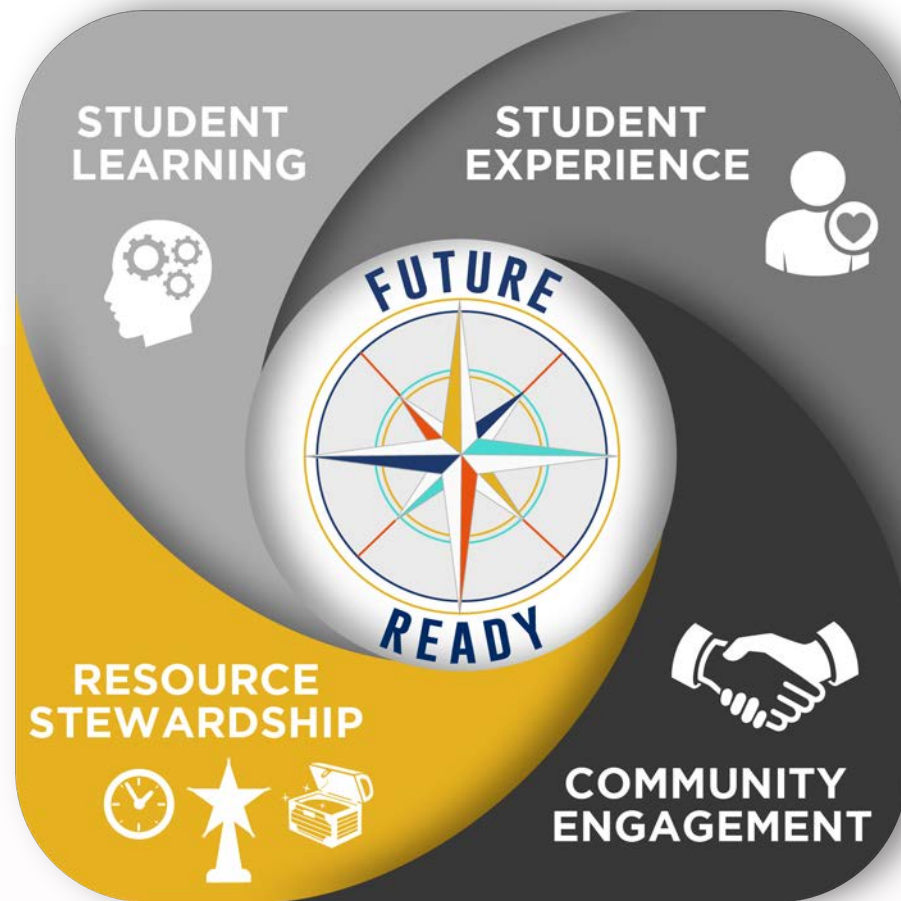 STUDENT
LEARNING
STUDENT
EXPERIENCE
FUTURE
READY
RESOURCE
STEWARDSHIP
COMMUNITY
ENGAGEMENT